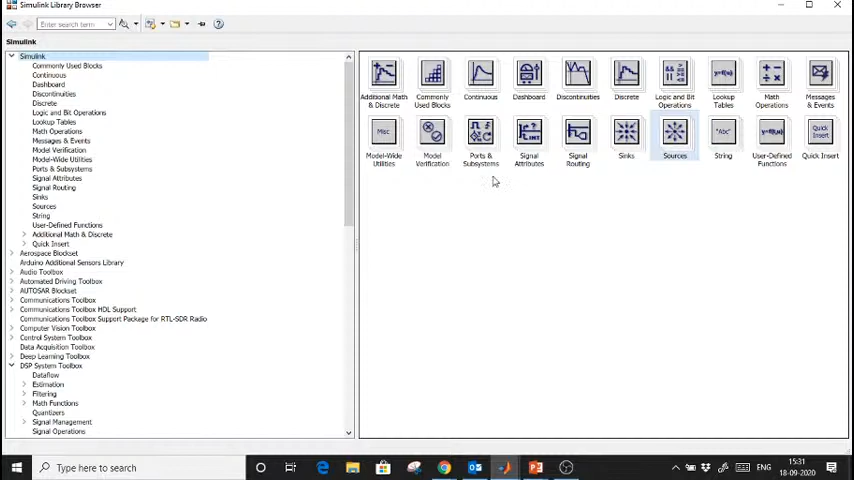 Simulink Library Browser
Enter search term
Simulink
Simulink
Commonly Used Blocks
Continuous
Dashboard
Discontinuities
Discrete
Logic and Bit Operations
Lookup Tables
Math Operations
Messages & Events
Model Verification
Model-Wide Utilities
Ports & Subsystems
Signal Attributes
Signal Routing
Sinks
Sources
String
User-Defined Functions
Additional Math & Discrete
Quick Insert
Aerospace Blockset
Arduino Additional Sensors Library
Audio Toolbox
Automated Driving Toolbox
AUTOSAR Blockset
Communications Toolbox
Communications Toolbox HDL Support
Communications Toolbox Support Package for RTL-SDR Radio
Computer Vision Toolbox
Control System Toolbox
Data Acquisition Toolbox
Deep Learning Toolbox
DSP System Toolbox
Dataflow
Estimation
Filtering
Math Functions
Quantizers
Signal Management
Signal Operations
Additional Math
& Discrete
Commonly
Used Blocks
Continuous
Dashboard
Discontinuities
Discrete
Logic and Bit
Operations
y=f(u)
Lookup
Tables
Math
Operations
Messages
& Events
Misc
Model-Wide
Utilities
Model
Verification
Ports &
Subsystems
INT
Signal
Attributes
Signal
Routing
Sinks
Sources
"Abc"
String
y=f(u)
User-Defined
Functions
Quick
Insert
Quick Insert
Type here to search
ENG
15:31
18-09-2020